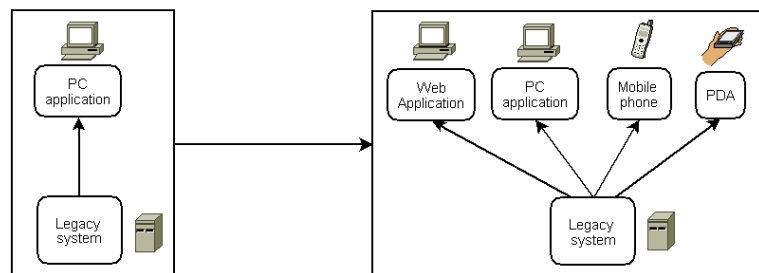 PC
application
Legacy
system
Web
Application
PC
application
Mobile
phone
PDA
Legacy
system